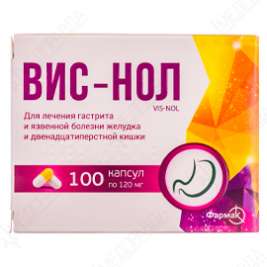 ВИС-НОЛ
VIS-NOL
Для лечения гастрита
и язвенной болезни желудка
и двенадцатиперстной кишки
100 капсул
по 120 мг
Фармак